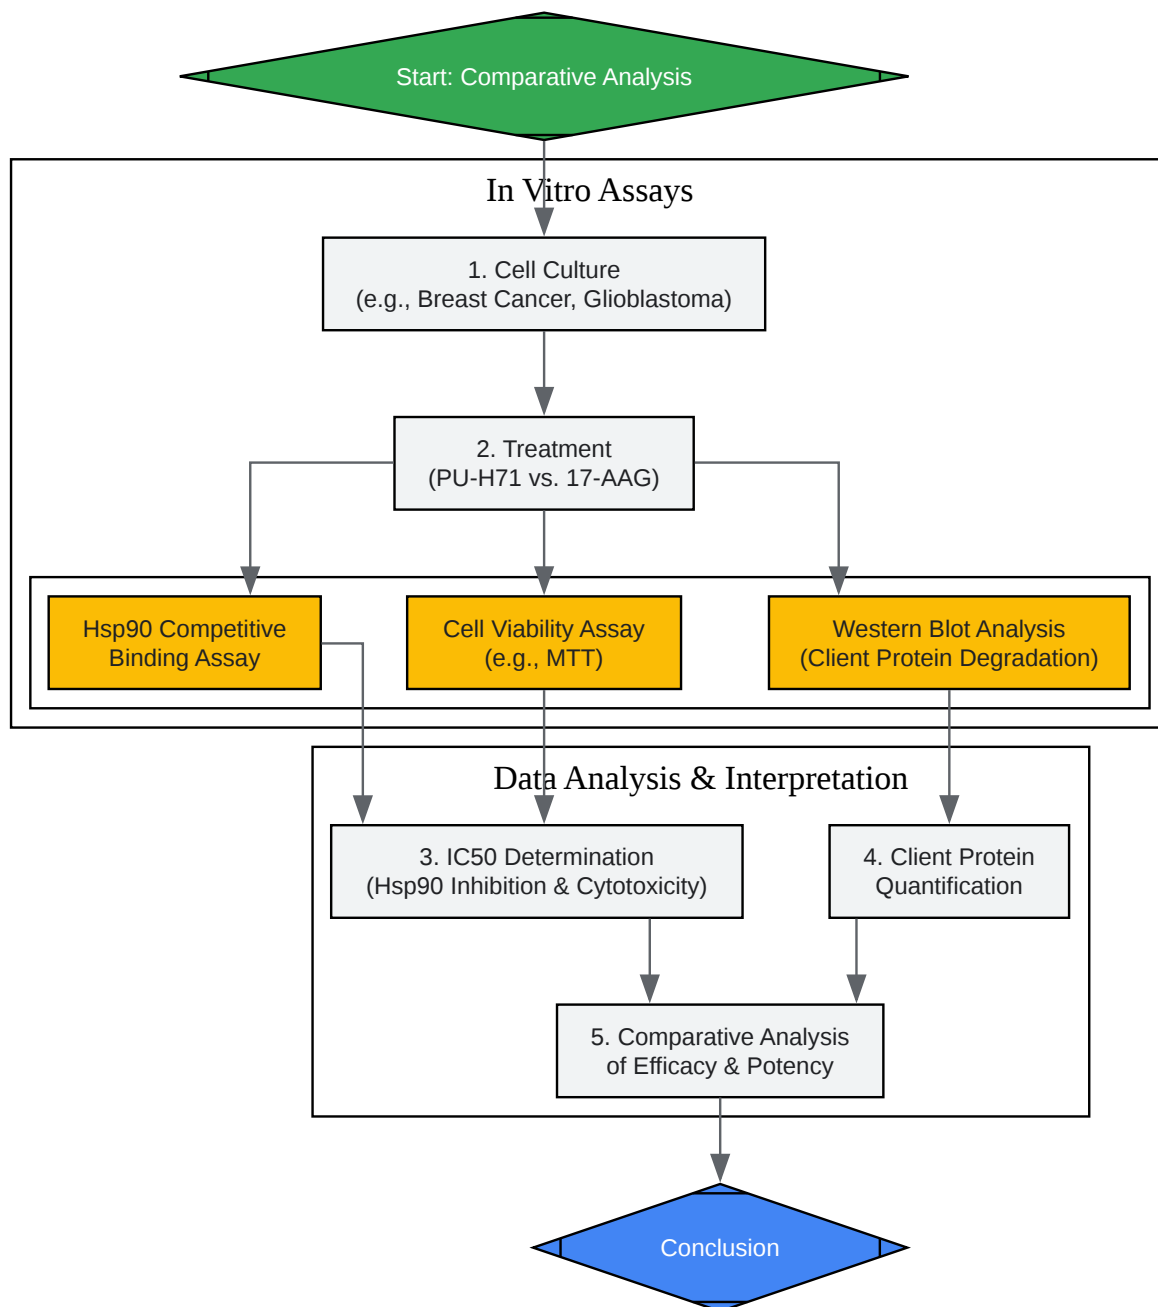 Start: Comparative Analysis
In Vitro Assays
1. Cell Culture
(e.g., Breast Cancer, Glioblastoma)
2. Treatment
(PU-H71 vs. 17-AAG)
Hsp90 Competitive
Binding Assay
Cell Viability Assay
(e.g., MTT)
Western Blot Analysis
(Client Protein Degradation)
Data Analysis & Interpretation
3. IC50 Determination
(Hsp90 Inhibition & Cytotoxicity)
4. Client Protein
Quantification
5. Comparative Analysis
of Efficacy & Potency
Conclusion